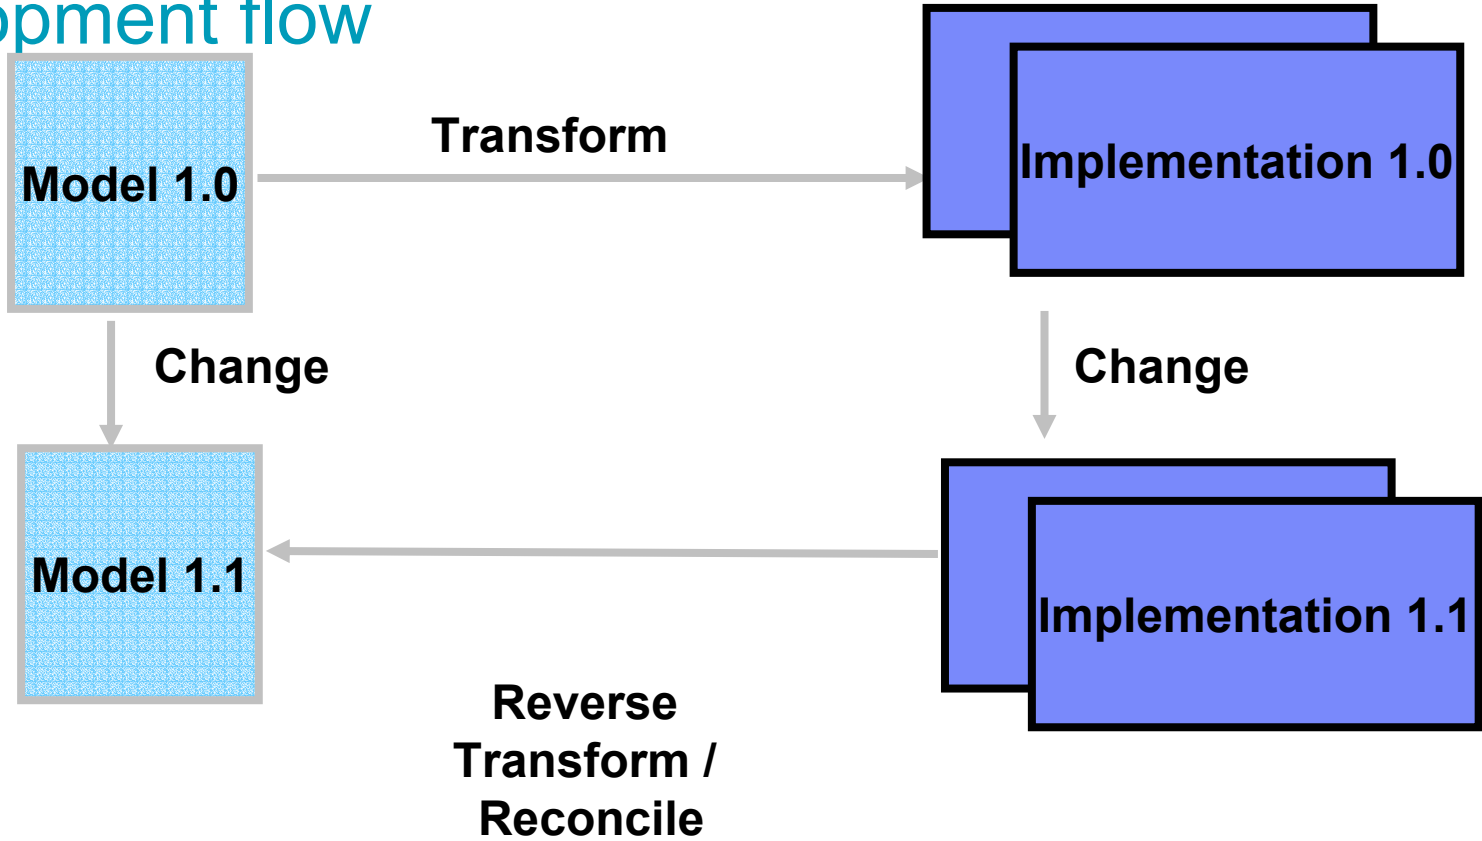 opment flow
Transform
Model 1.0
Implementation 1.0
Change
Change
Model 1.1
Implementation 1.1
Reverse
Transform /
Reconcile